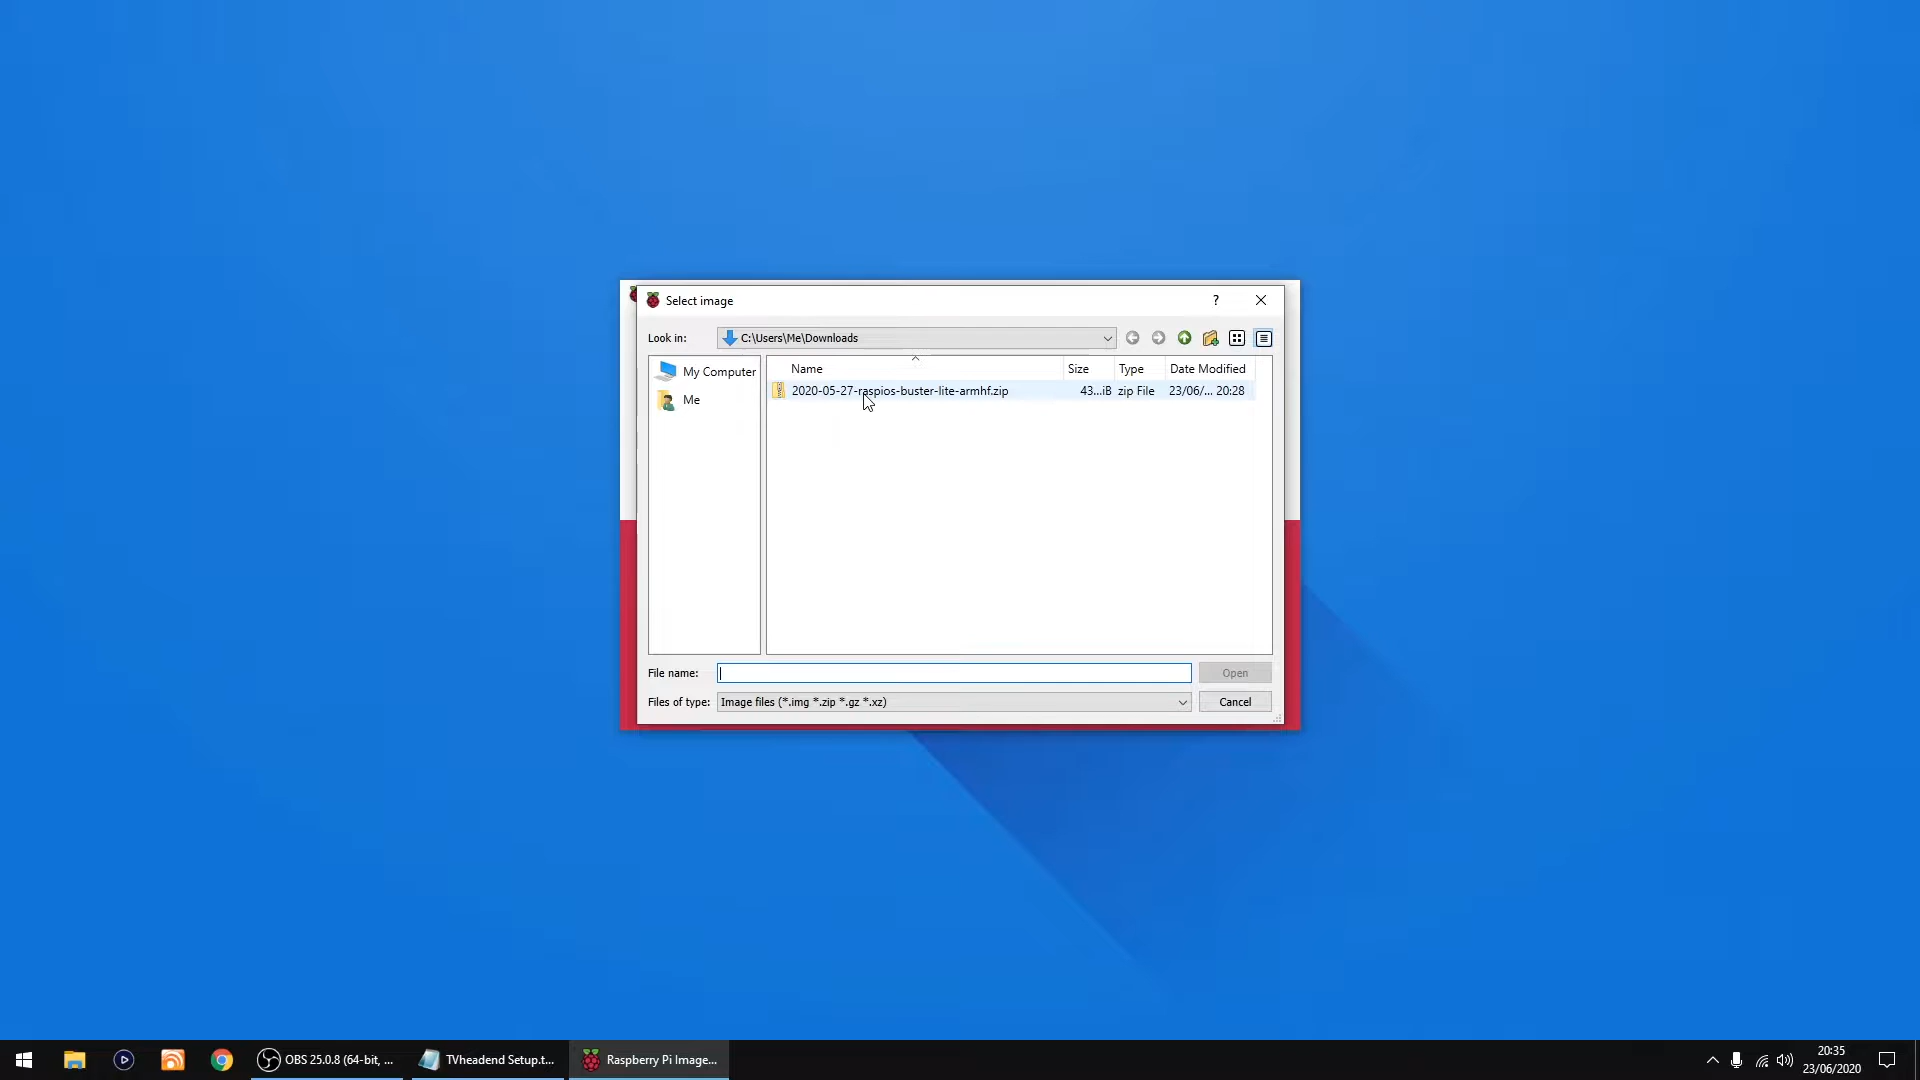 Select image
?
Look in:
C:\Users\Me\Downloads
My Computer
Me
Name
Size
Type
Date Modified
2020-05-27-raspios-buster-lite-armhf.zip
43...iB
zip File
23/06/... 20:28
File name:
Open
Files of type:
Image files (*.img *.zip *.gz *.xz)
Cancel
OBS 25.0.8 (64-bit, ...
TVheadend Setup.t...
Raspberry Pi Image...
20:35
23/06/2020